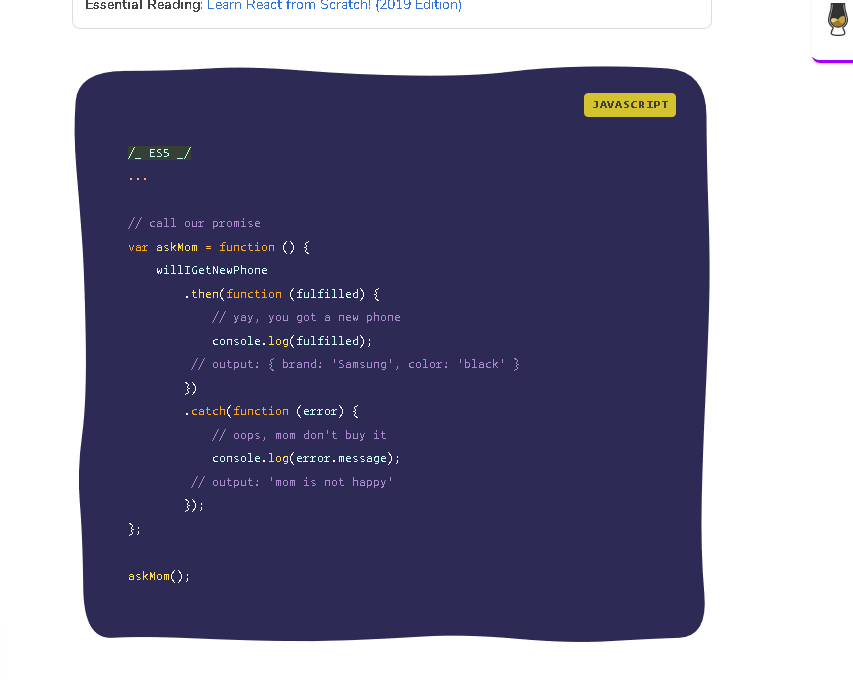 Essential Reading: Learn React from Scratch! (2019 Edition)
JAVASCRIPT
/_ ES5 _/
...
// call our promise
var askMom = function () {
willIGetNewPhone
.then(function (fulfilled) {
// yay, you got a new phone
console.log(fulfilled);
// output: { brand: 'Samsung', color: 'black' }
})
.catch(function (error) {
// oops, mom don't buy it
console.log(error.message);
// output: 'mom is not happy'
});
};
askMom();